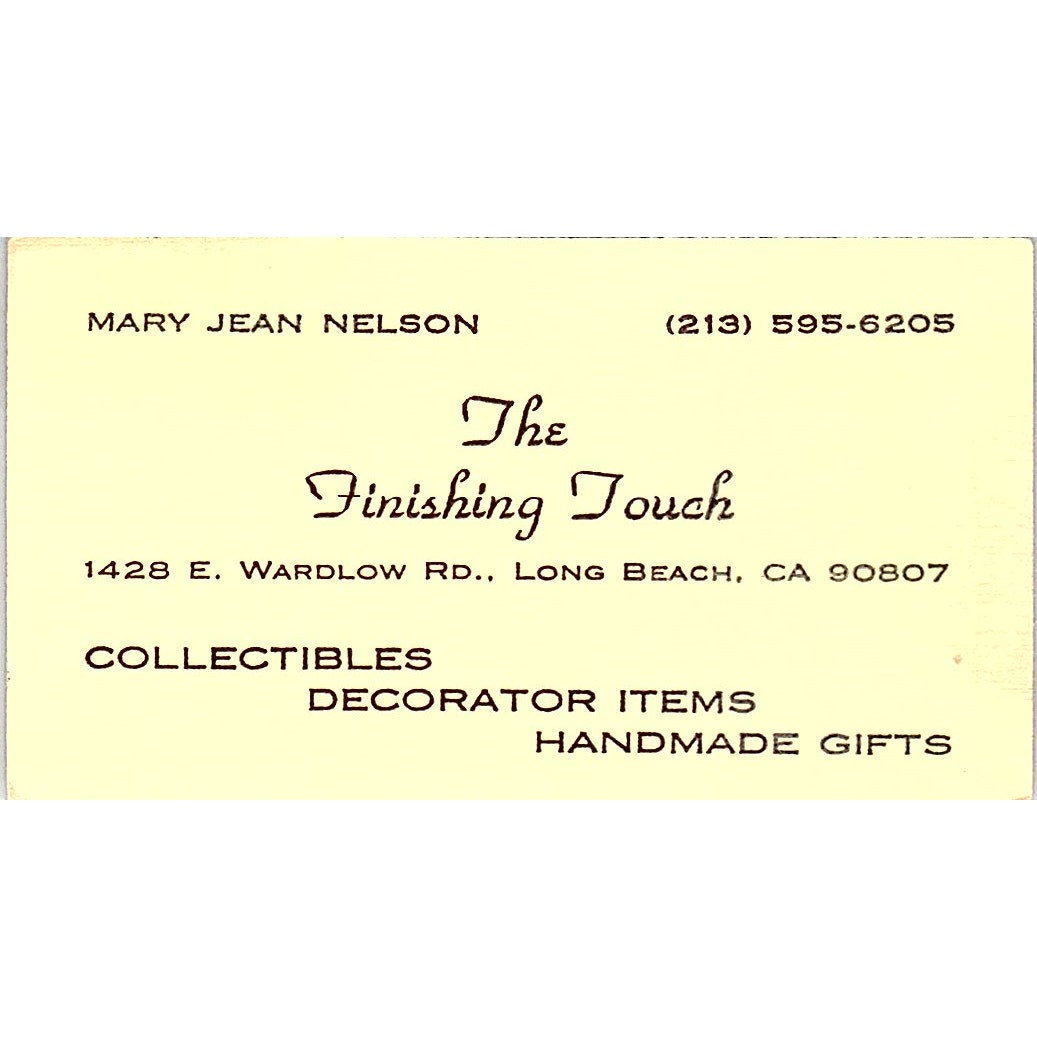 MARY JEAN NELSON (213) 595-6205
The
Finishing Touch
1428 E. WARDLOW RD., LONG BEACH, CA 90807
COLLECTIBLES
DECORATOR ITEMS
HANDMADE GIFTS